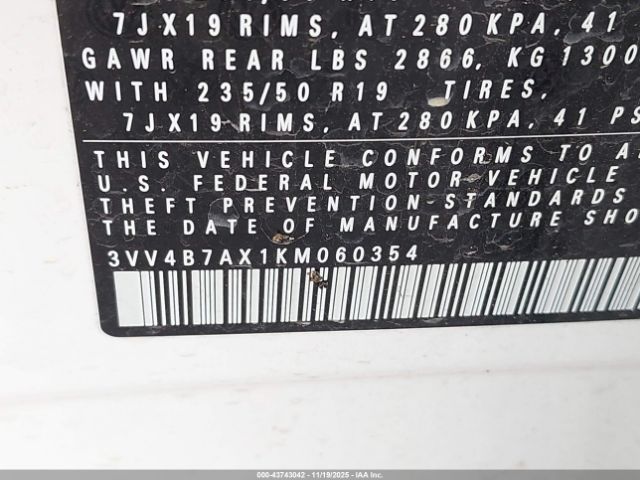 7JX19 RIMS, AT 280 KPA, 41
GAWR REAR LBS 2866, KG 1300
WITH 235/50 R19 TIRES,
7JX19 RIMS, AT 280 KPA, 41 PS
THIS VEHICLE CONFORMS TO A
U.S. FEDERAL MOTOR VEHICLE
THEFT PREVENTION STANDARDS
THE DATE OF MANUFACTURE SHO
3VV4B7AX1KM060354
000-43743042 - 11/19/2025 - IAAI.CA